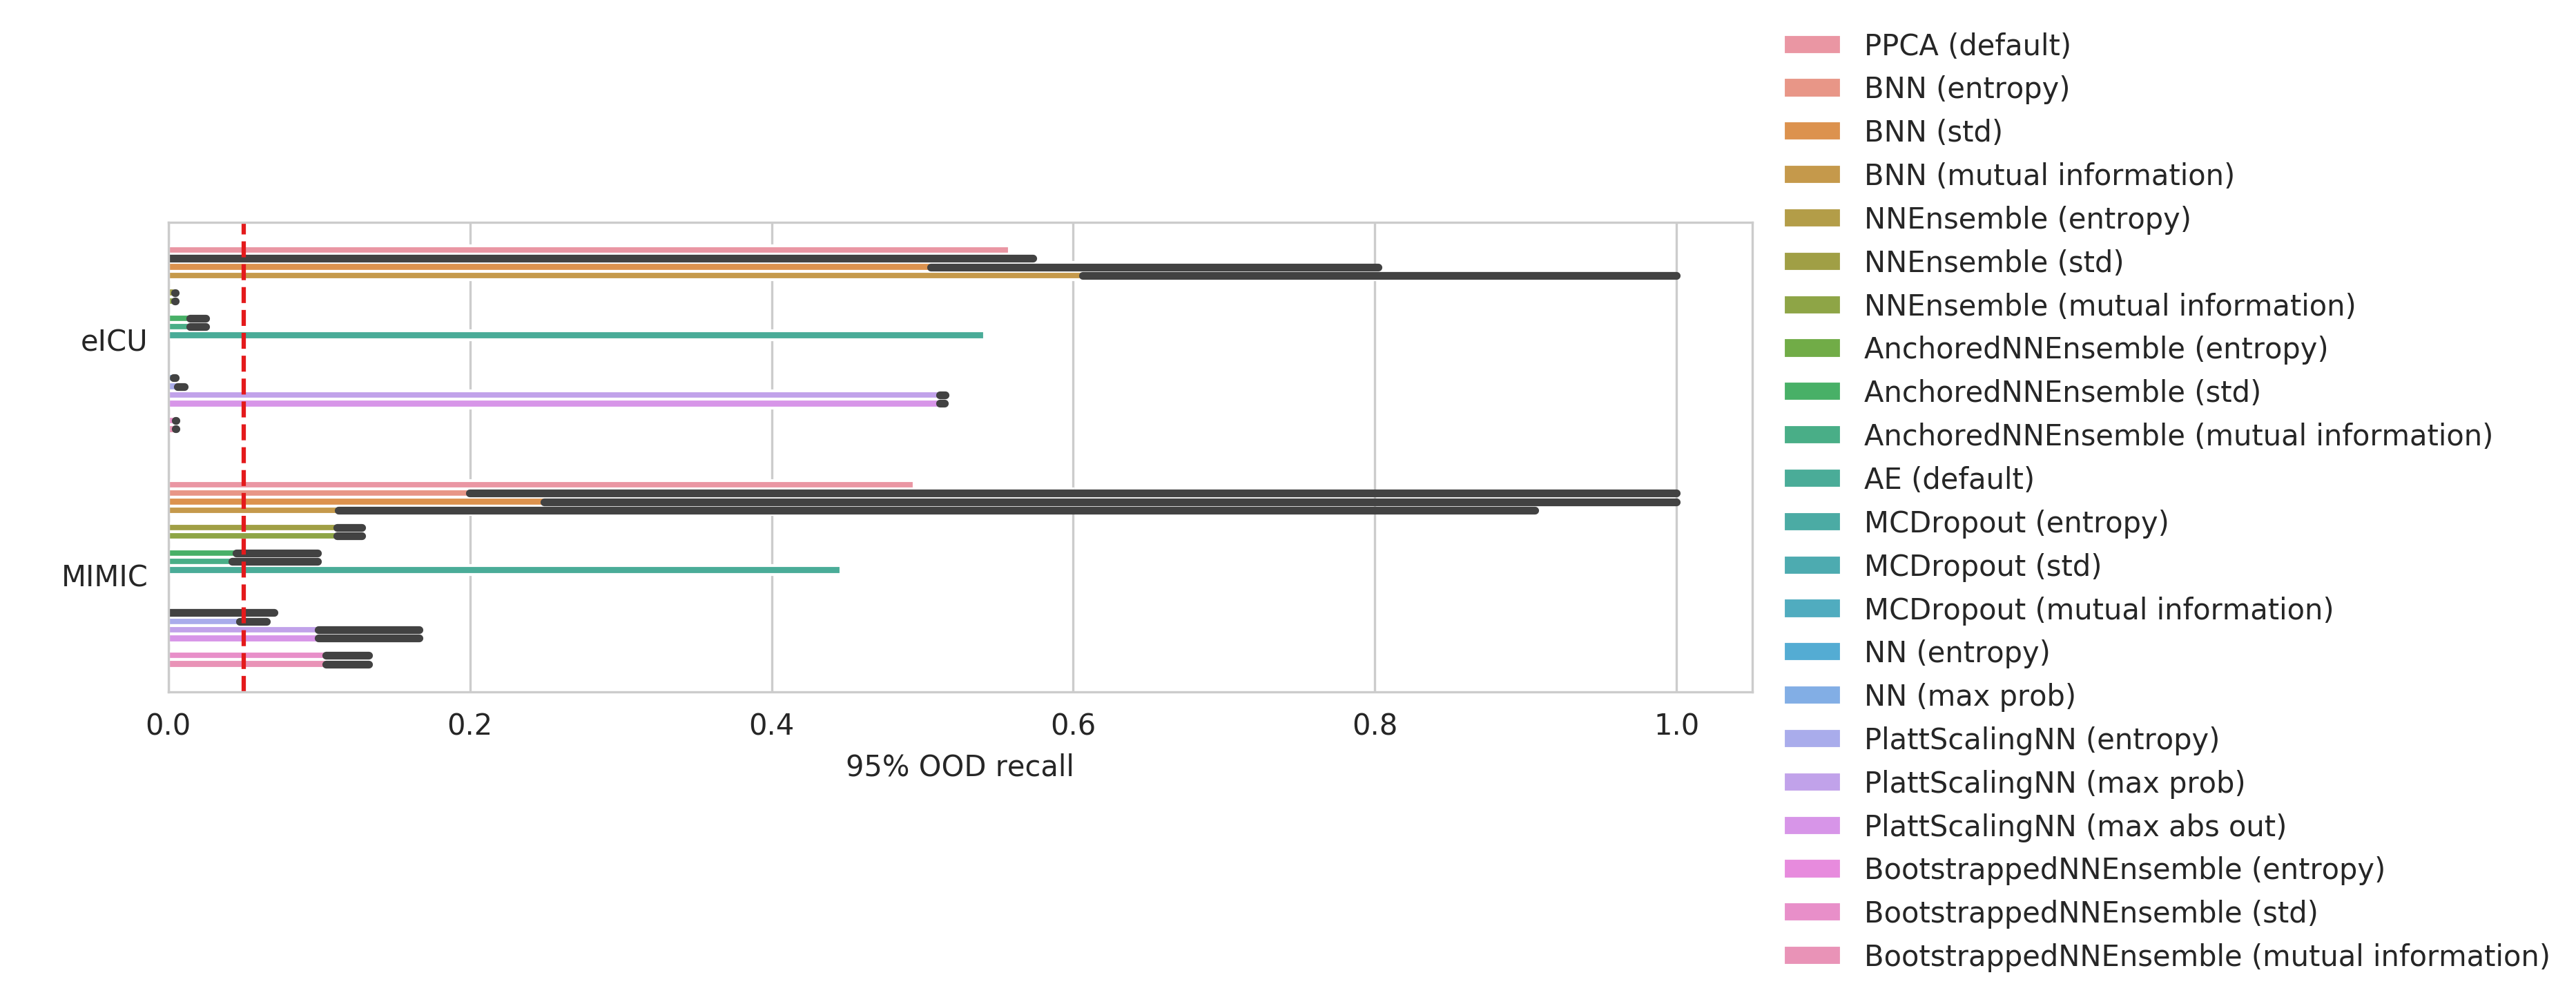 PPCA (default)
BNN (entropy)
BNN (std)
BNN (mutual information)
NNEnsemble (entropy)
NNEnsemble (std)
NNEnsemble (mutual information)
AnchoredNNEnsemble (entropy)
AnchoredNNEnsemble (std)
AnchoredNNEnsemble (mutual information)
AE (default)
MCDropout (entropy)
MCDropout (std)
MCDropout (mutual information)
NN (entropy)
NN (max prob)
PlattScalingNN (entropy)
PlattScalingNN (max prob)
PlattScalingNN (max abs out)
BootstrappedNNEnsemble (entropy)
BootstrappedNNEnsemble (std)
BootstrappedNNEnsemble (mutual information)
eICU
MIMIC
0.0 0.2 0.4 0.6 0.8 1.0
95% OOD recall